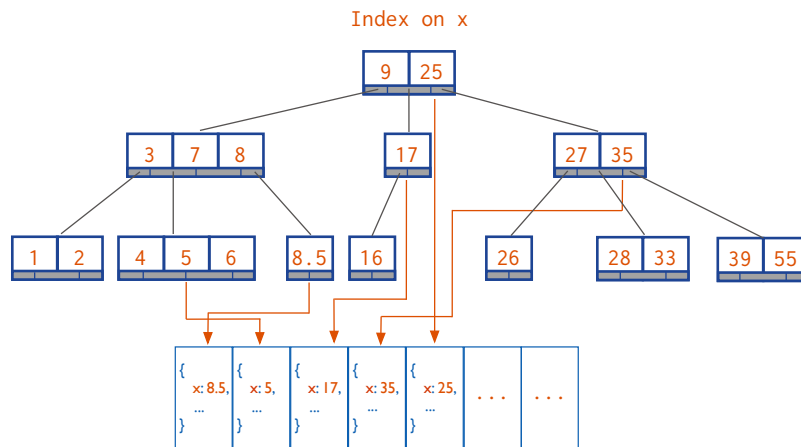 Index on x
9 25
3 7 8
17
27 35
1 2
4 5 6
8.5
16
26
28 33
39 55
{ { { { {
x: 8.5, x: 5, x: 17, x: 35, x: 25, ... ...
... ... ... ... ...
} } } } }